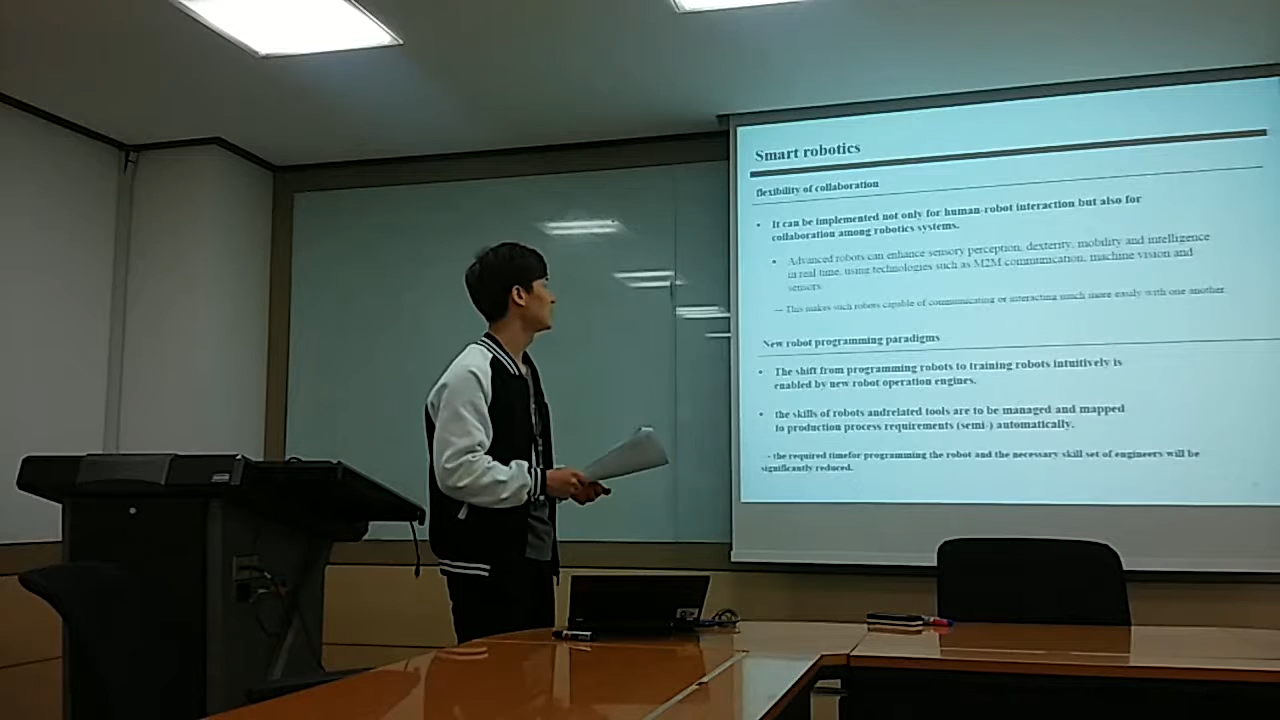 Smart robotics
flexibility of collaboration
• It can be implemented not only for human-robot interaction but also for
collaboration among robotics systems.
• Advanced robots can enhance sensory perception, dexterity, mobility and intelligence
in real time, using technologies such as M2M communication, machine vision and
sensors.
— This makes such robots capable of communicating or interacting much more easily with one another
New robot programming paradigms
• The shift from programming robots to training robots intuitively is
enabled by new robot operation engines.
• the skills of robots andrelated tools are to be managed and mapped
to production process requirements (semi-) automatically.
- the required timefor programming the robot and the necessary skill set of engineers will be
significantly reduced.